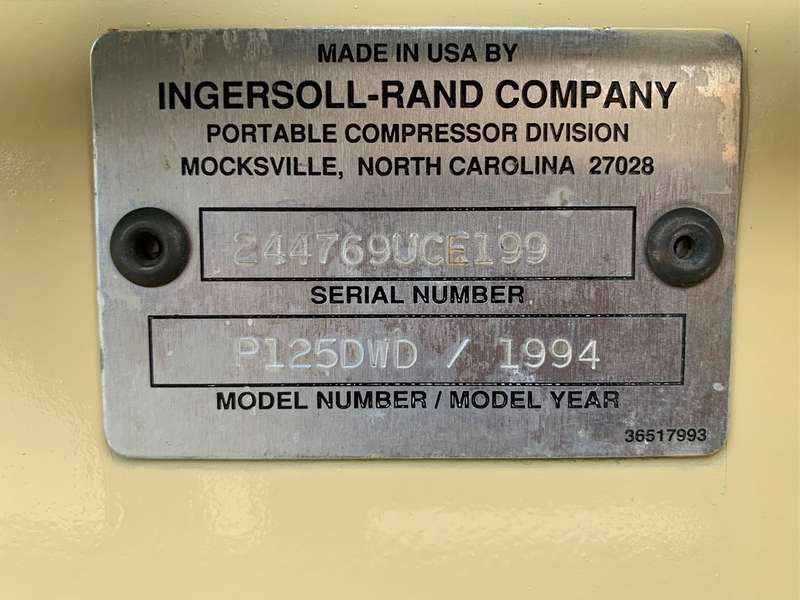 MADE IN USA BY
INGERSOLL-RAND COMPANY
PORTABLE COMPRESSOR DIVISION
MOCKSVILLE, NORTH CAROLINA 27028
244769UCE199
SERIAL NUMBER
P125DWD / 1994
MODEL NUMBER / MODEL YEAR
36517993